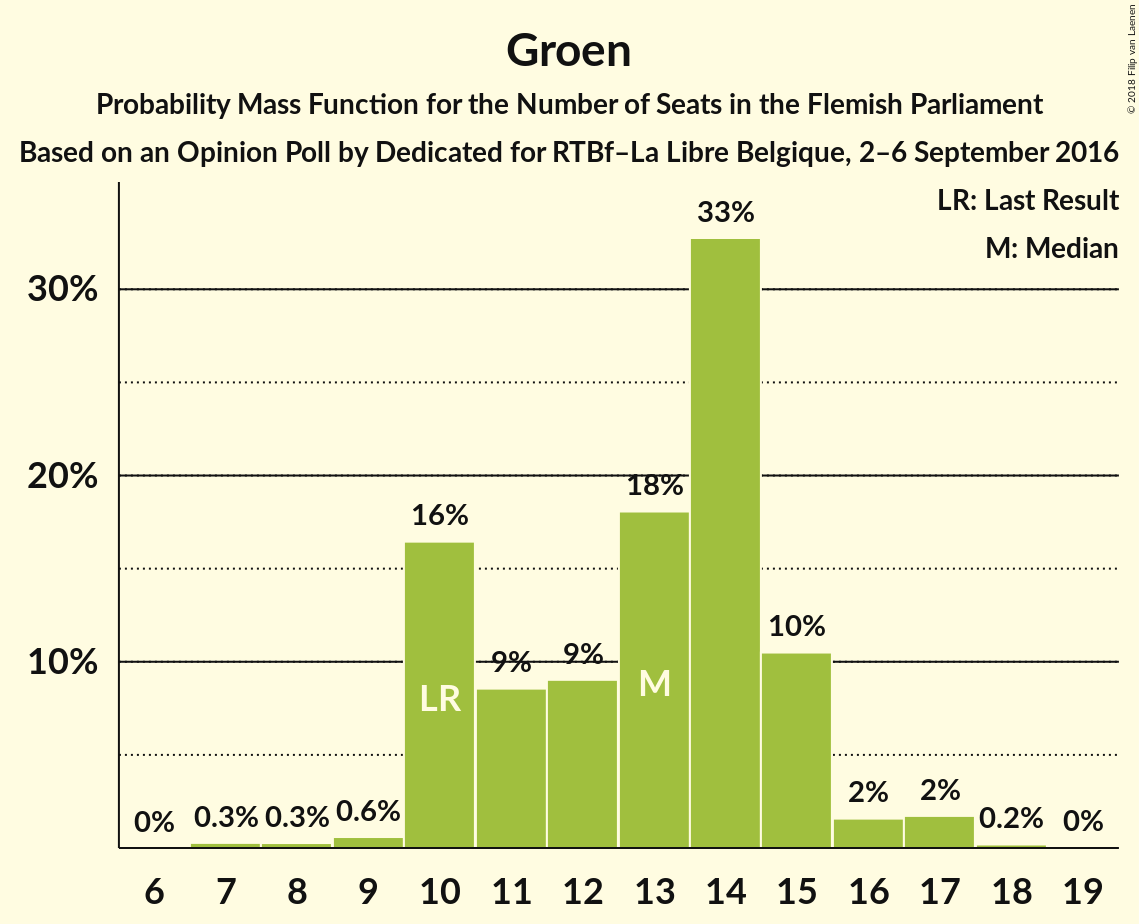 Groen
Probability Mass Function for the Number of Seats in the Flemish Parliament
Based on an Opinion Poll by Dedicated for RTBf–La Libre Belgique, 2–6 September 2016
© 2018 Filip van Laenen
LR: Last Result
M: Median
33%
30%
20%
18%
16%
10%
10%
9%
9%
LR
M
2%
2%
0%
0.3%
0.3%
0.6%
0.2%
0%
6 7 8 9 10 11 12 13 14 15 16 17 18 19